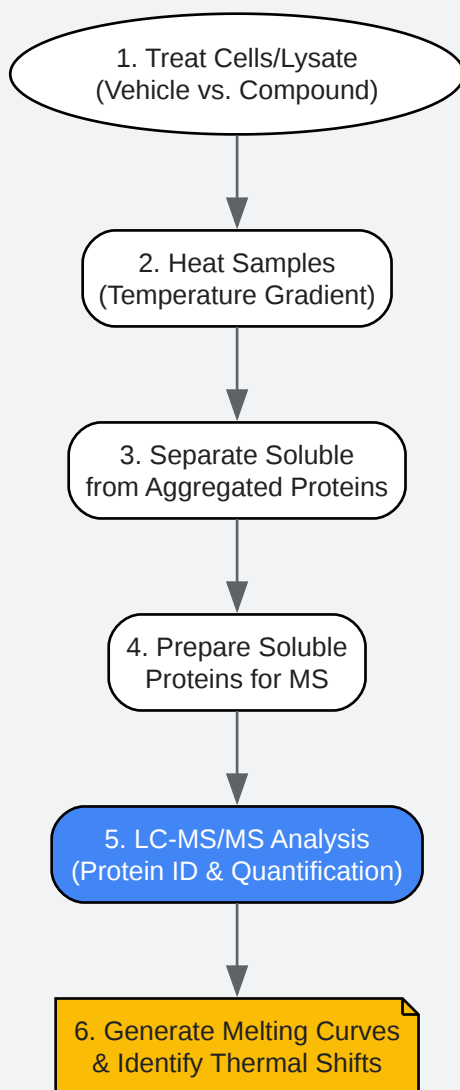 1. Treat Cells/Lysate
(Vehicle vs. Compound)
2. Heat Samples
(Temperature Gradient)
3. Separate Soluble
from Aggregated Proteins
4. Prepare Soluble
Proteins for MS
5. LC-MS/MS Analysis
(Protein ID & Quantification)
6. Generate Melting Curves
& Identify Thermal Shifts